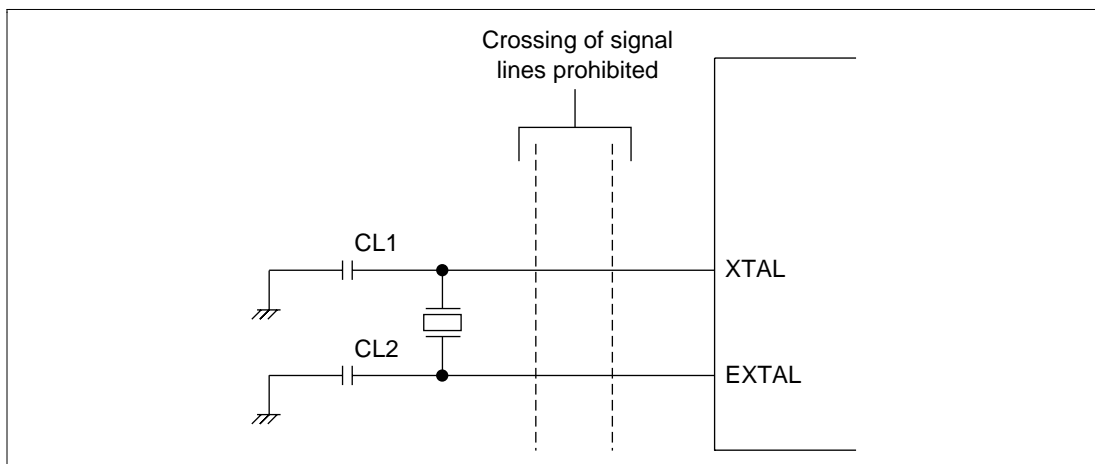 Crossing of signal
lines prohibited
CL1
XTAL
CL2
EXTAL